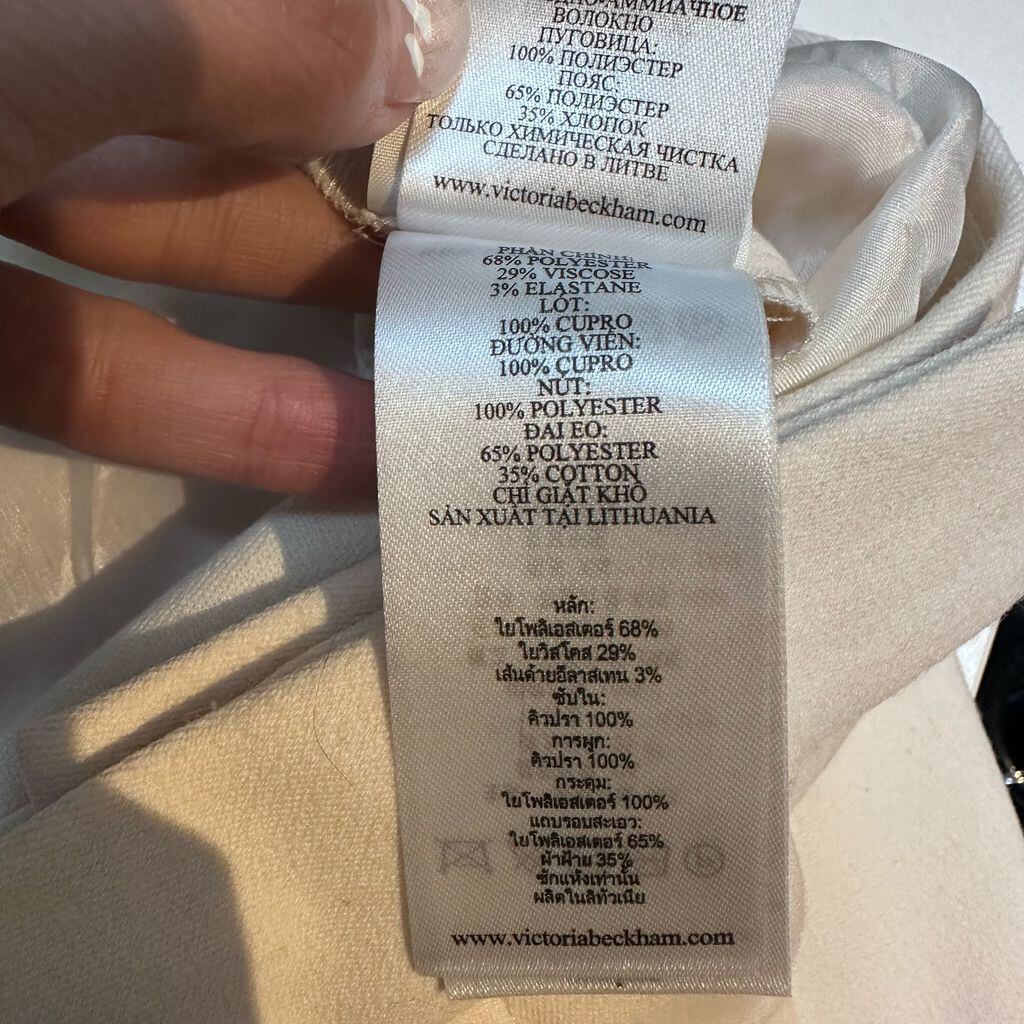 ВОЛОКНО
ПУГОВИЦА:
100% ПОЛИЭСТЕР
ПОЯС:
65% ПОЛИЭСТЕР
35% ХЛОПОК
ТОЛЬКО ХИМИЧЕСКАЯ ЧИСТКА
СДЕЛАНО В ЛИТВЕ
www.victoriabeckham.com
PHẦN CHÍNH:
68% POLYESTER
29% VISCOSE
3% ELASTANE
LÓT:
100% CUPRO
ĐƯỜNG VIỀN:
100% CUPRO
NÚT:
100% POLYESTER
ĐAI EO:
65% POLYESTER
35% COTTON
CHỈ GIẶT KHÔ
SẢN XUẤT TẠI LITHUANIA
หลัก:
ใยโพลิเอสเตอร์ 68%
ใยวิสโคส 29%
เส้นด้ายอีลาสเทน 3%
ซับใน:
คิวปรา 100%
การผูก:
คิวปรา 100%
กระดุม:
ใยโพลิเอสเตอร์ 100%
แถบรอบสะเอว:
ใยโพลิเอสเตอร์ 65%
ผ้าฝ้าย 35%
ซักแห้งเท่านั้น
ผลิตในลิทัวเนีย
www.victoriabeckham.com